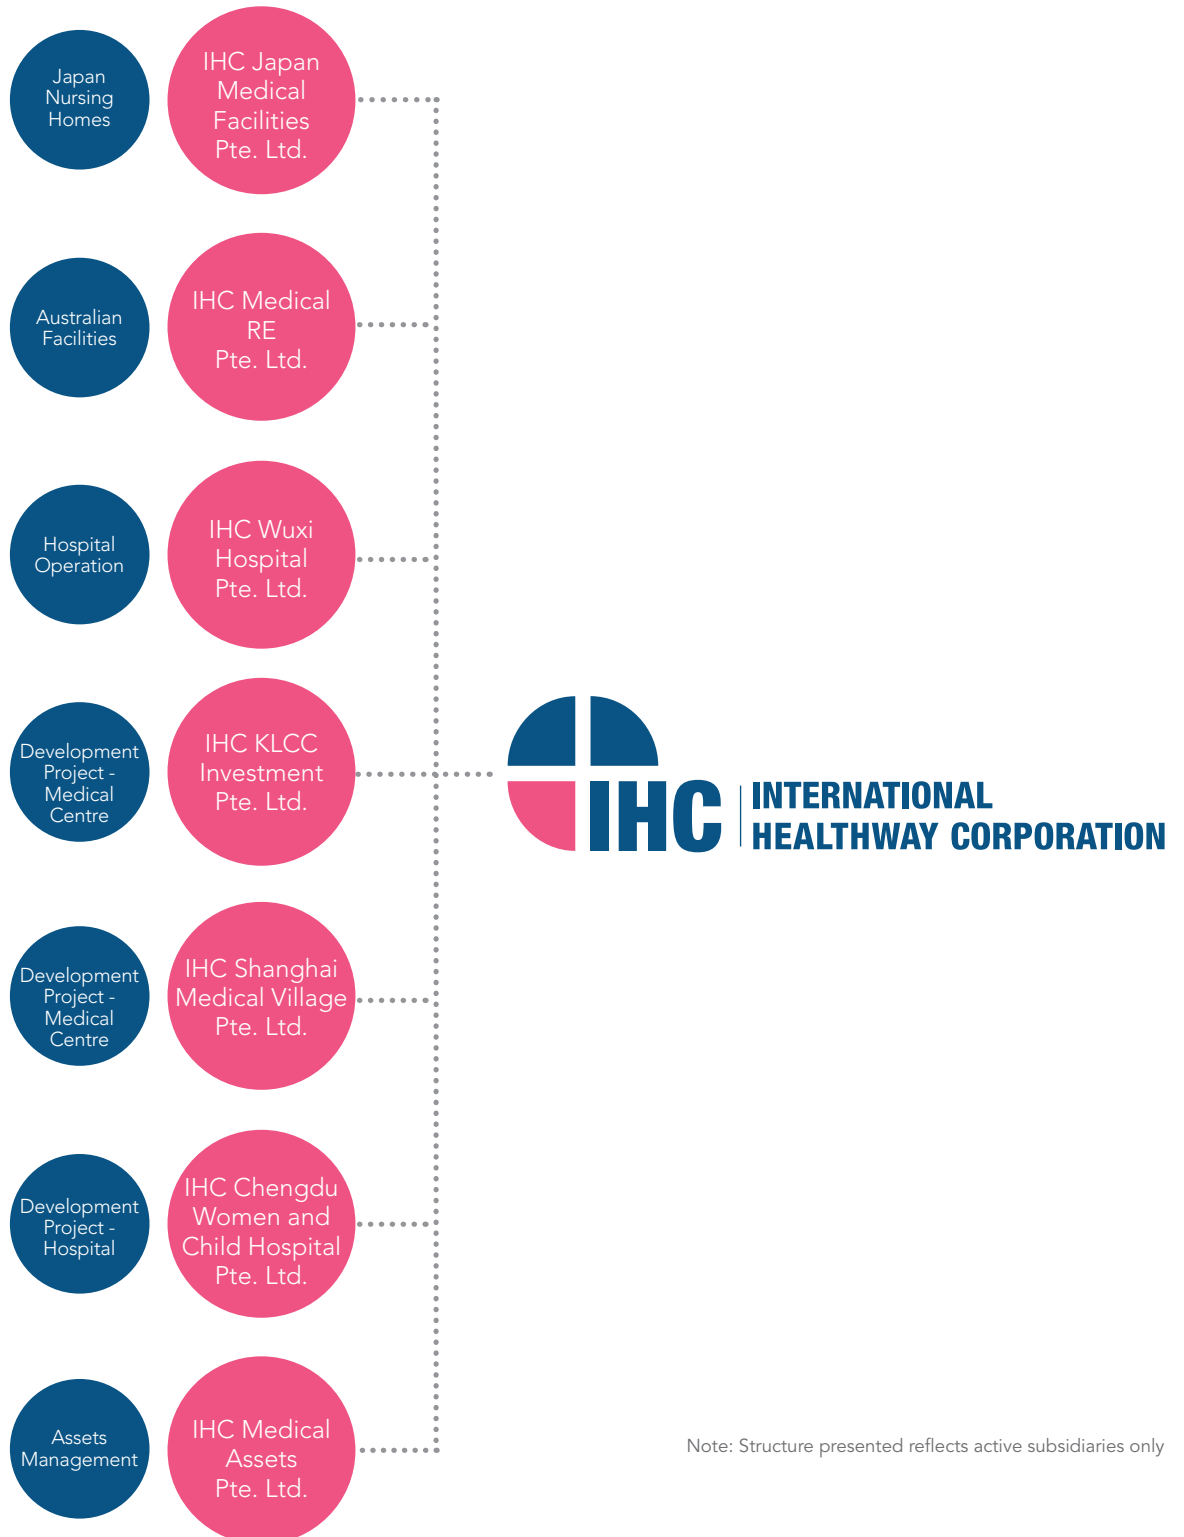 Japan
Nursing
Homes
IHC Japan
Medical
Facilities
Pte. Ltd.
Australian
Facilities
IHC Medical
RE
Pte. Ltd.
Hospital
Operation
IHC Wuxi
Hospital
Pte. Ltd.
Development
Project -
Medical
Centre
IHC KLCC
Investment
Pte. Ltd.
IHC
INTERNATIONAL
HEALTHWAY CORPORATION
Development
Project -
Medical
Centre
IHC Shanghai
Medical Village
Pte. Ltd.
Development
Project -
Hospital
IHC Chengdu
Women and
Child Hospital
Pte. Ltd.
Assets
Management
IHC Medical
Assets
Pte. Ltd.
Note: Structure presented reflects active subsidiaries only